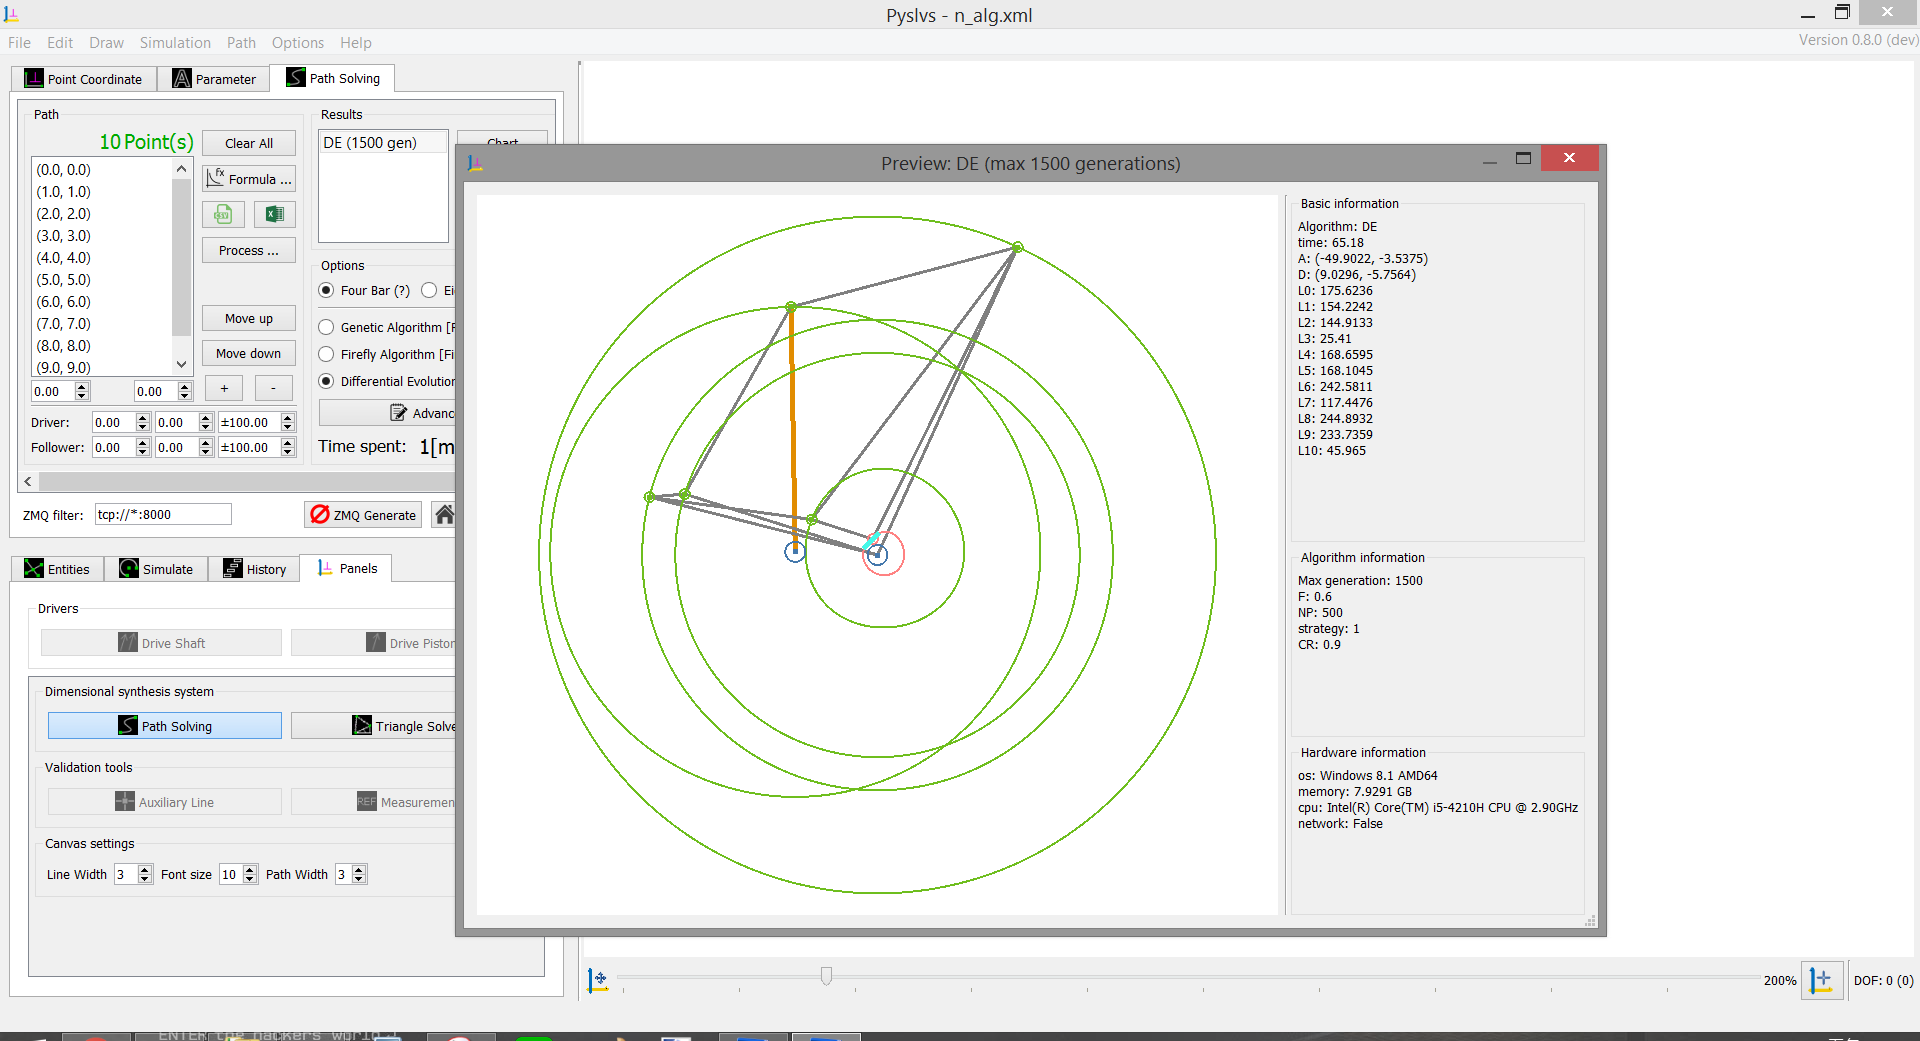 Pyslvs - n_alg.xml
File Edit Draw Simulation Path Options Help
Version 0.8.0 (dev)
Point Coordinate
Parameter
Path Solving
Path
10 Point(s)
Clear All
(0.0, 0.0)
(1.0, 1.0)
(2.0, 2.0)
(3.0, 3.0)
(4.0, 4.0)
(5.0, 5.0)
(6.0, 6.0)
(7.0, 7.0)
(8.0, 8.0)
(9.0, 9.0)
Formula ...
CSV
Process ...
Move up
Move down
0.00
0.00
+
-
Driver: 0.00 0.00 ±100.00
Follower: 0.00 0.00 ±100.00
Results
DE (1500 gen)
Chart
Options
Four Bar (?)
Genetic Algorithm
Firefly Algorithm
Differential Evolution
Time spent:
ZMQ filter: tcp://*:8000
ZMQ Generate
Entities
Simulate
History
Panels
Drivers
Drive Shaft
Drive Piston
Dimensional synthesis system
Path Solving
Triangle Solve
Validation tools
Auxiliary Line
REF Measuremen
Canvas settings
Line Width 3 Font size 10 Path Width 3
Preview: DE (max 1500 generations)
Basic information
Algorithm: DE
time: 65.18
A: (-49.9022, -3.5375)
D: (9.0296, -5.7564)
L0: 175.6236
L1: 154.2242
L2: 144.9133
L3: 25.41
L4: 168.6595
L5: 168.1045
L6: 242.5811
L7: 117.4476
L8: 244.8932
L9: 233.7359
L10: 45.965
Algorithm information
Max generation: 1500
F: 0.6
NP: 500
strategy: 1
CR: 0.9
Hardware information
os: Windows 8.1 AMD64
memory: 7.9291 GB
cpu: Intel(R) Core(TM) i5-4210H CPU @ 2.90GHz
network: False
200%
DOF: 0 (0)